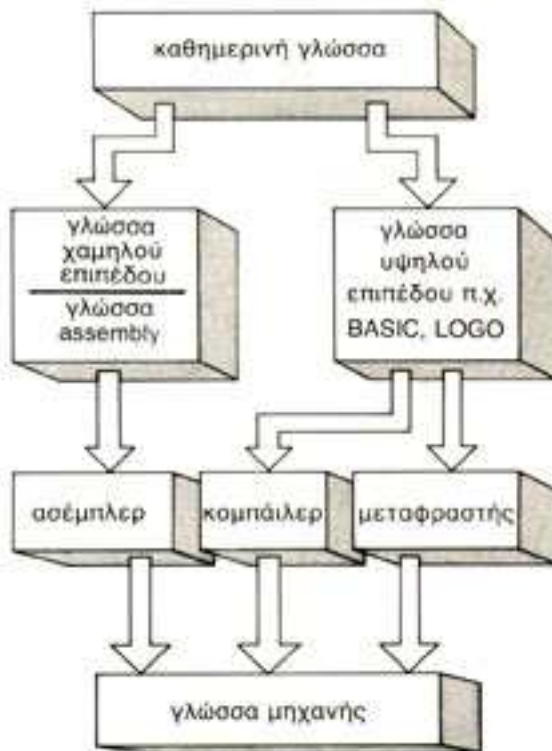 καθημερινή γλώσσα
γλώσσα
χαμηλού
επιπέδου
γλώσσα
assembly
γλώσσα
υψηλού
επιπέδου π.χ.
BASIC, LOGO
ασέμπλερ
κομπάιλερ
μεταφραστής
γλώσσα μηχανής